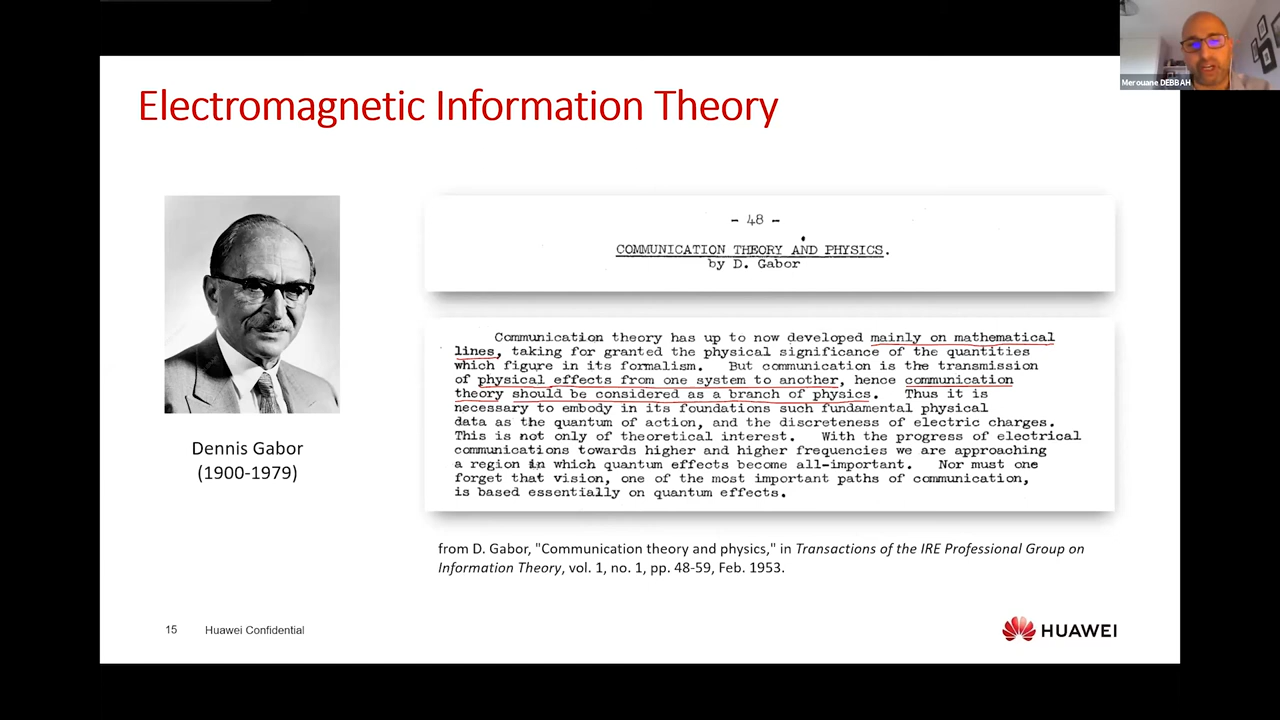 Merouane DEBBAH
Electromagnetic Information Theory
- 48 -
COMMUNICATION THEORY AND PHYSICS.
by D. Gabor
Communication theory has up to now developed mainly on mathematical
lines, taking for granted the physical significance of the quantities
which figure in its formalism. But communication is the transmission
of physical effects from one system to another, hence communication
theory should be considered as a branch of physics. Thus it is
necessary to embody in its foundations such fundamental physical
data as the quantum of action, and the discreteness of electric charges.
This is not only of theoretical interest. With the progress of electrical
communications towards higher and higher frequencies we are approaching
a region in which quantum effects become all-important. Nor must one
forget that vision, one of the most important paths of communication,
is based essentially on quantum effects.
Dennis Gabor
(1900-1979)
from D. Gabor, "Communication theory and physics," in Transactions of the IRE Professional Group on
Information Theory, vol. 1, no. 1, pp. 48-59, Feb. 1953.
15 Huawei Confidential
HUAWEI